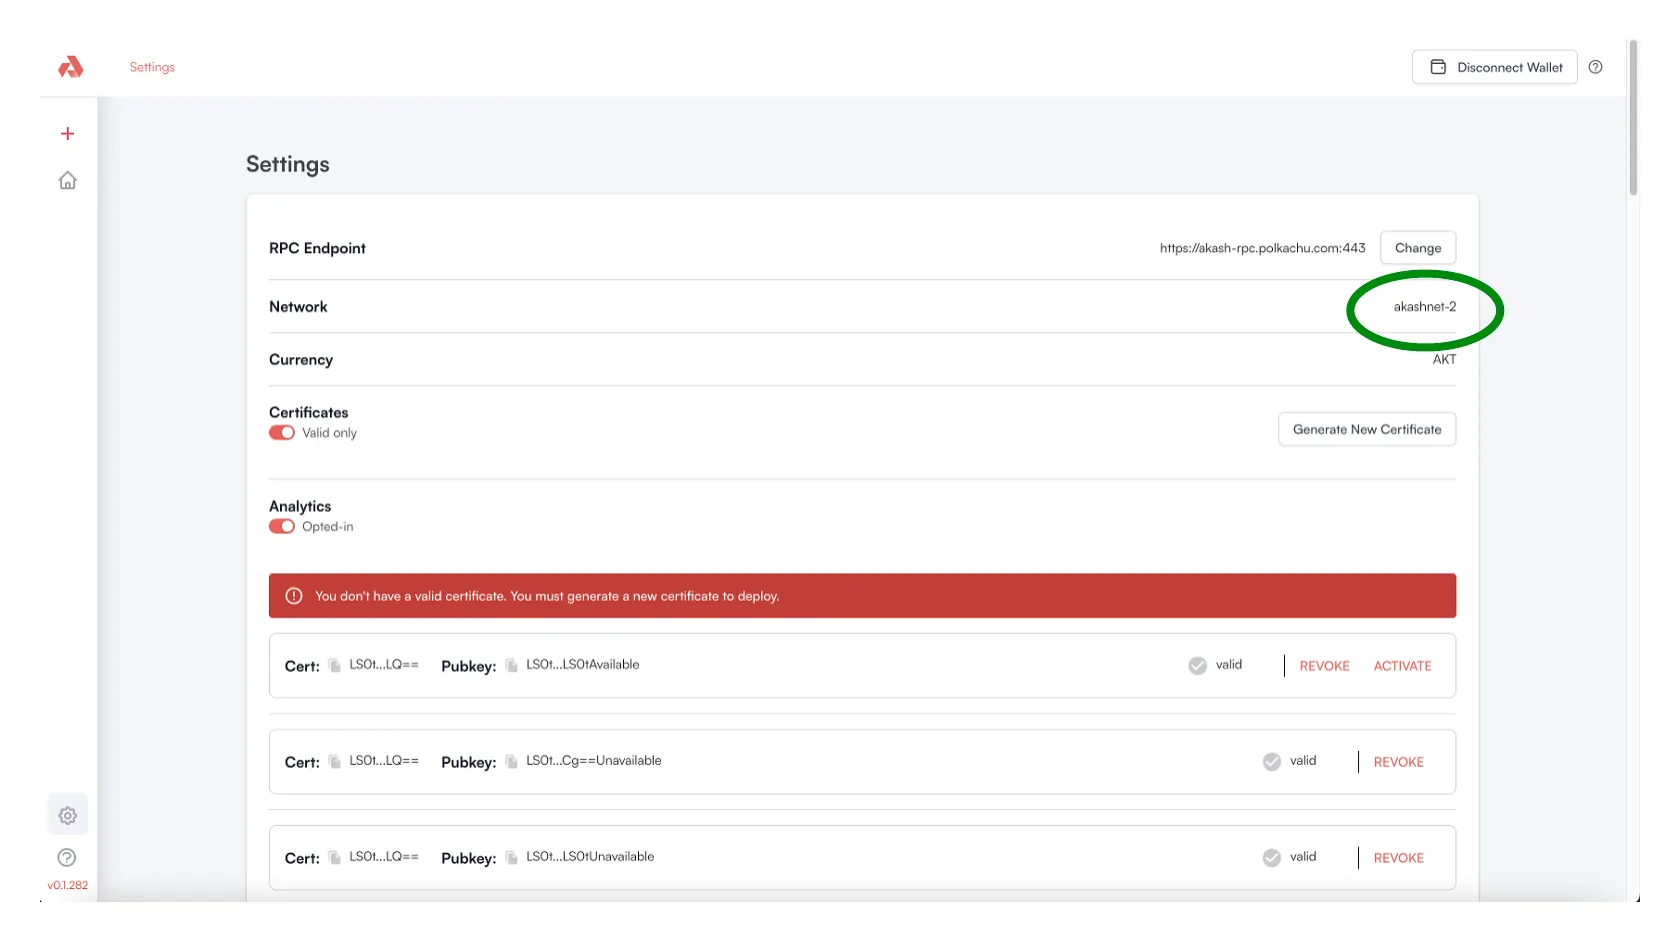 Settings
Disconnect Wallet
Settings
RPC Endpoint
https://akash-rpc.polkachu.com:443
Change
Network
akashnet-2
Currency
AKT
Certificates
Valid only
Generate New Certificate
Analytics
Opted-in
You don't have a valid certificate. You must generate a new certificate to deploy.
Cert: LS0t...LQ== Pubkey: LS0t...LS0tAvailable valid REVOKE ACTIVATE
Cert: LS0t...LQ== Pubkey: LS0t...Cg==Unavailable valid REVOKE
Cert: LS0t...LQ== Pubkey: LS0t...LS0tUnavailable valid REVOKE
v0.1.282